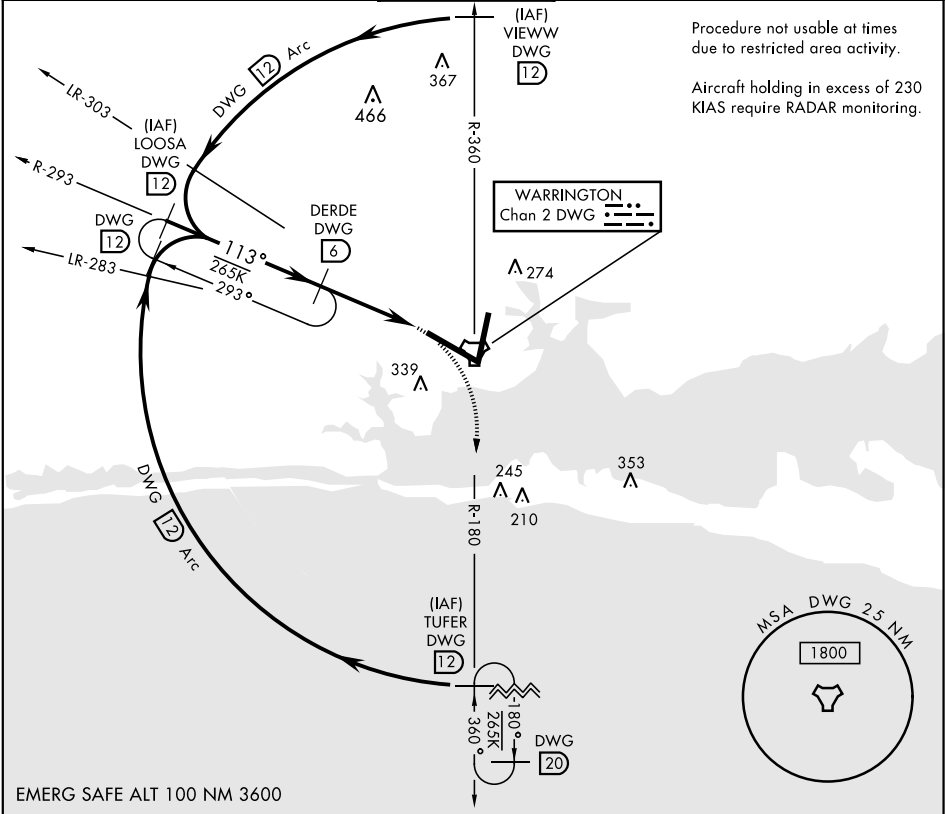 (IAF)
VIEWW
DWG
12
Procedure not usable at times
due to restricted area activity.
Aircraft holding in excess of 230
KIAS require RADAR monitoring.
DWG 12 Arc
367
466
LR-303
(IAF)
LOOSA
DWG
12
R-360
R-293
WARRINGTON
Chan 2 DWG
DWG
12
DERDE
DWG
6
LR-283
113°
265K
293°
274
339
245
353
210
R-180
DWG 12 Arc
(IAF)
TUFER
DWG
12
MSA DWG 25 NM
1800
360°
265K
180°
DWG
20
EMERG SAFE ALT 100 NM 3600